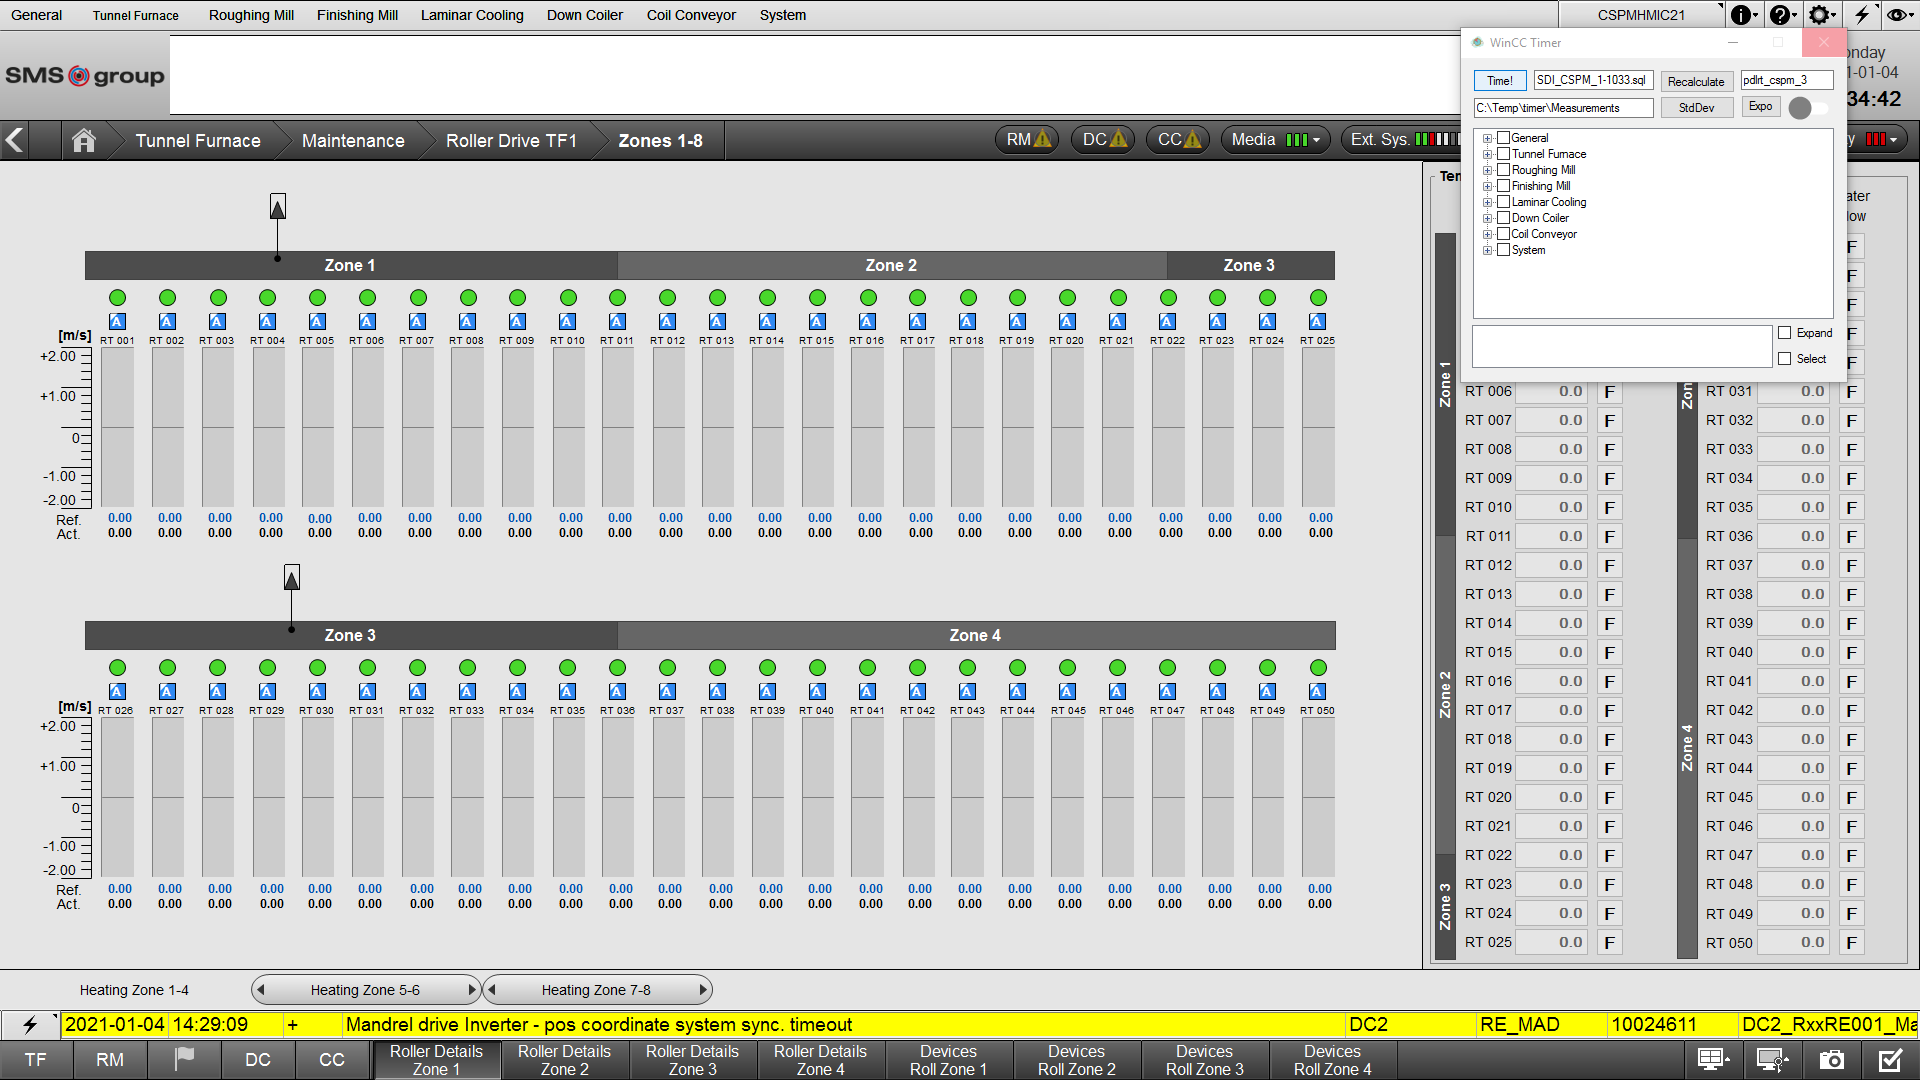 General Tunnel Furnace Roughing Mill Finishing Mill Laminar Cooling Down Coiler Coil Conveyor System CSPMHMIC21
SMS group
WinCC Timer
Time! SDI_CSPM_1-1033.sql Recalculate pdlrt_cspm_3
C:\Temp\timer\Measurements StdDev Expo
General
Tunnel Furnace
Roughing Mill
Finishing Mill
Laminar Cooling
Down Coiler
Coil Conveyor
System
Expand
Select
nday
1-01-04
34:42
Tunnel Furnace Maintenance Roller Drive TF1 Zones 1-8 RM DC CC Media Ext. Sys. y
Zone 1 Zone 2 Zone 3
A A A A A A A A A A A A A A A A A A A A A A A A A
[m/s] RT 001 RT 002 RT 003 RT 004 RT 005 RT 006 RT 007 RT 008 RT 009 RT 010 RT 011 RT 012 RT 013 RT 014 RT 015 RT 016 RT 017 RT 018 RT 019 RT 020 RT 021 RT 022 RT 023 RT 024 RT 025
+2.00
+1.00
0
-1.00
-2.00
Ref. 0.00 0.00 0.00 0.00 0.00 0.00 0.00 0.00 0.00 0.00 0.00 0.00 0.00 0.00 0.00 0.00 0.00 0.00 0.00 0.00 0.00 0.00 0.00 0.00 0.00
Act. 0.00 0.00 0.00 0.00 0.00 0.00 0.00 0.00 0.00 0.00 0.00 0.00 0.00 0.00 0.00 0.00 0.00 0.00 0.00 0.00 0.00 0.00 0.00 0.00 0.00
Zone 3 Zone 4
A A A A A A A A A A A A A A A A A A A A A A A A A
[m/s] RT 026 RT 027 RT 028 RT 029 RT 030 RT 031 RT 032 RT 033 RT 034 RT 035 RT 036 RT 037 RT 038 RT 039 RT 040 RT 041 RT 042 RT 043 RT 044 RT 045 RT 046 RT 047 RT 048 RT 049 RT 050
+2.00
+1.00
0
-1.00
-2.00
Ref. 0.00 0.00 0.00 0.00 0.00 0.00 0.00 0.00 0.00 0.00 0.00 0.00 0.00 0.00 0.00 0.00 0.00 0.00 0.00 0.00 0.00 0.00 0.00 0.00 0.00
Act. 0.00 0.00 0.00 0.00 0.00 0.00 0.00 0.00 0.00 0.00 0.00 0.00 0.00 0.00 0.00 0.00 0.00 0.00 0.00 0.00 0.00 0.00 0.00 0.00 0.00
Ten
ater
low
F
F
F
F
F
Zone 1
Zone 2
Zone 3
Zon
Zone 4
RT 006 0.0 F RT 031 0.0 F
RT 007 0.0 F RT 032 0.0 F
RT 008 0.0 F RT 033 0.0 F
RT 009 0.0 F RT 034 0.0 F
RT 010 0.0 F RT 035 0.0 F
RT 011 0.0 F RT 036 0.0 F
RT 012 0.0 F RT 037 0.0 F
RT 013 0.0 F RT 038 0.0 F
RT 014 0.0 F RT 039 0.0 F
RT 015 0.0 F RT 040 0.0 F
RT 016 0.0 F RT 041 0.0 F
RT 017 0.0 F RT 042 0.0 F
RT 018 0.0 F RT 043 0.0 F
RT 019 0.0 F RT 044 0.0 F
RT 020 0.0 F RT 045 0.0 F
RT 021 0.0 F RT 046 0.0 F
RT 022 0.0 F RT 047 0.0 F
RT 023 0.0 F RT 048 0.0 F
RT 024 0.0 F RT 049 0.0 F
RT 025 0.0 F RT 050 0.0 F
Heating Zone 1-4 Heating Zone 5-6 Heating Zone 7-8
2021-01-04 14:29:09 + Mandrel drive Inverter - pos coordinate system sync. timeout DC2 RE_MAD 10024611 DC2_RxxRE001_Ma
TF RM DC CC
Roller Details Zone 1
Roller Details Zone 2
Roller Details Zone 3
Roller Details Zone 4
Devices Roll Zone 1
Devices Roll Zone 2
Devices Roll Zone 3
Devices Roll Zone 4